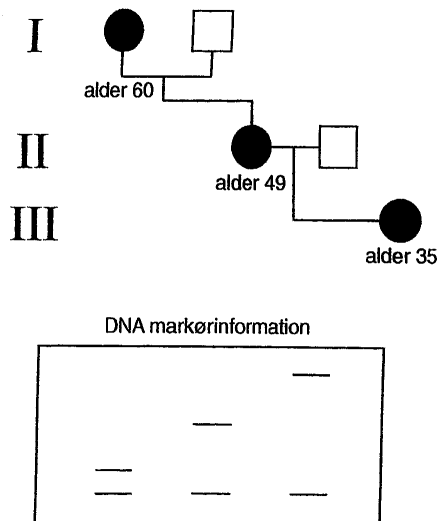 I
alder 60
II
alder 49
III
alder 35
DNA markørinformation